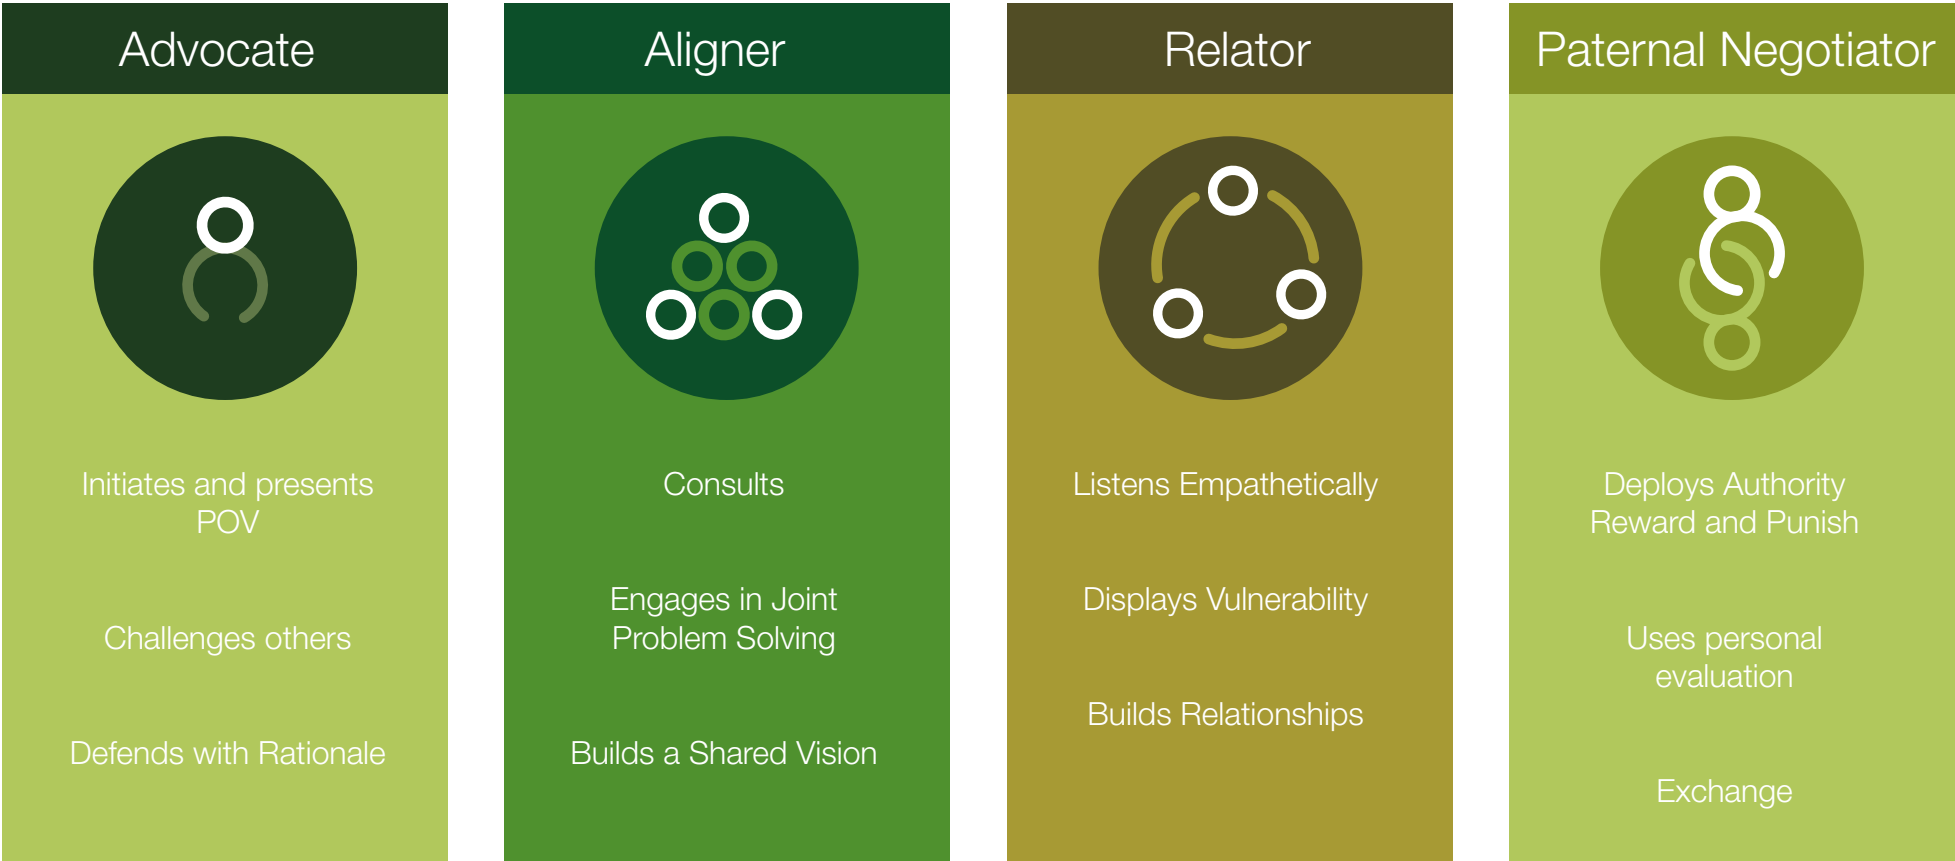 Advocate
Initiates and presents
POV
Challenges others
Defends with Rationale
Aligner
Consults
Engages in Joint
Problem Solving
Builds a Shared Vision
Relator
Listens Empathetically
Displays Vulnerability
Builds Relationships
Paternal Negotiator
Deploys Authority
Reward and Punish
Uses personal
evaluation
Exchange